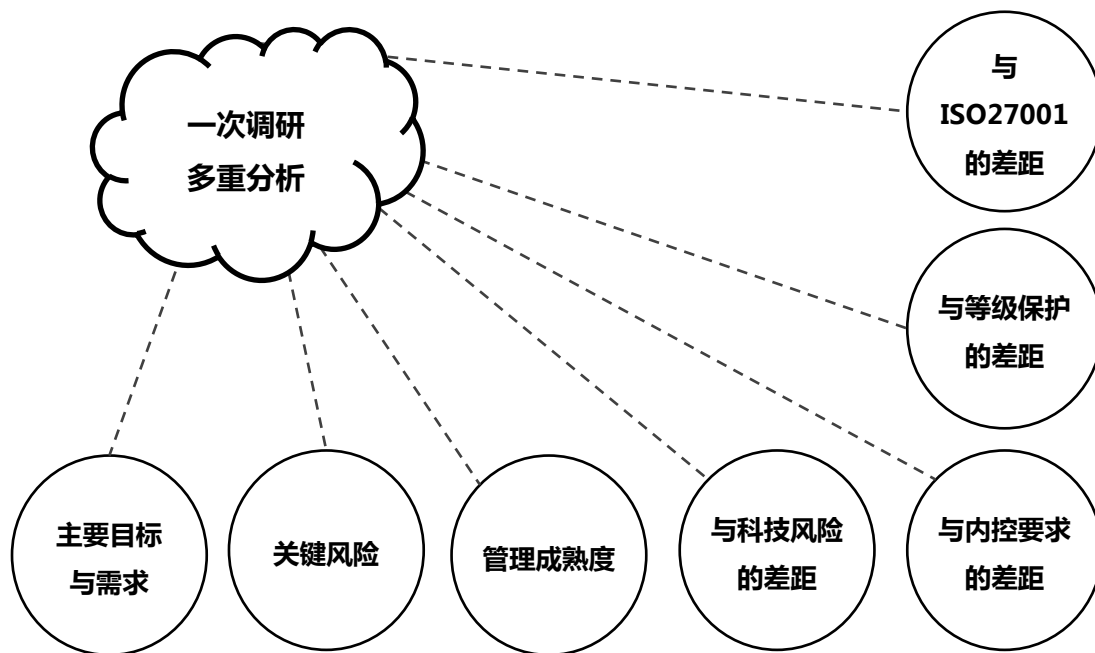 一次调研
多重分析
与
ISO27001
的差距
与等级保护
的差距
主要目标
与需求
关键风险
管理成熟度
与科技风险
的差距
与内控要求
的差距